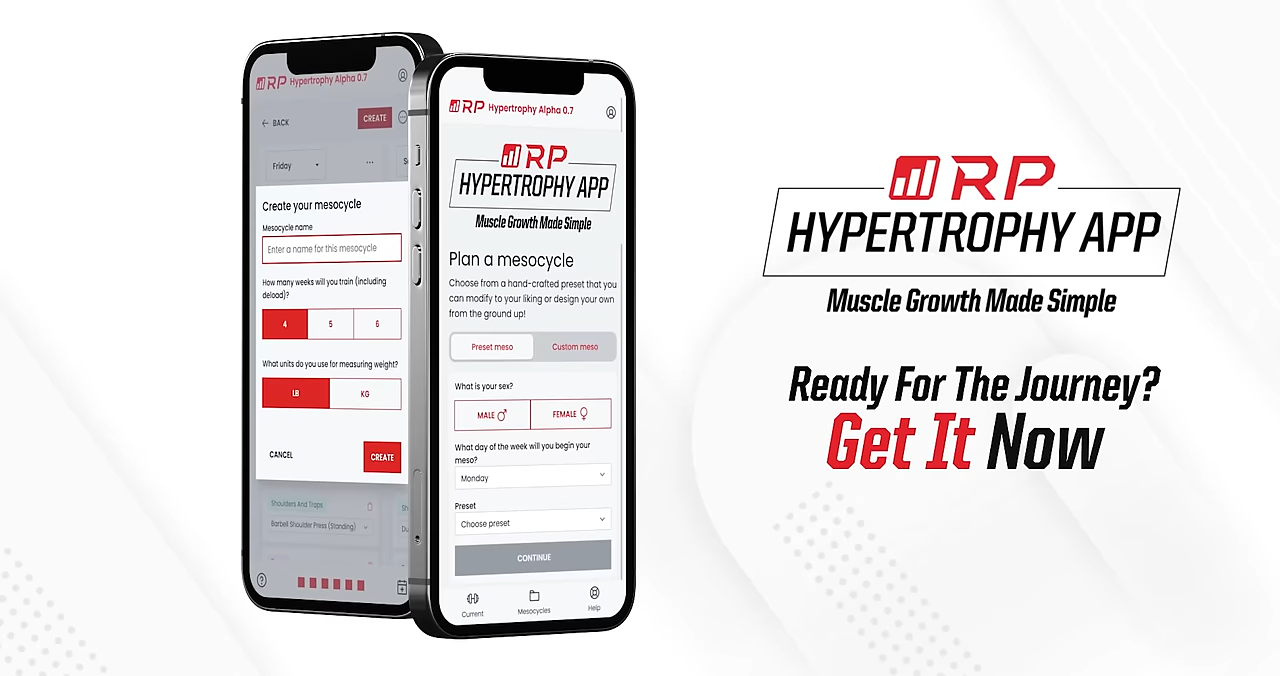 RP Hypertrophy Alpha 0.7
BACK
CREATE
Friday
Create your mesocycle
Mesocycle name
Enter a name for this mesocycle
How many weeks will you train (including
deload)?
4 5 6
What units do you use for measuring weight?
LB KG
CANCEL CREATE
Shoulders And Traps
Sh
Barbell Shoulder Press (Standing)
Du
RP Hypertrophy Alpha 0.7
RP
HYPERTROPHY APP
Muscle Growth Made Simple
Plan a mesocycle
Choose from a hand-crafted preset that you
can modify to your liking or design your own
from the ground up!
Preset meso Custom meso
What is your sex?
MALE FEMALE
What day of the week will you begin your
meso?
Monday
Preset
Choose preset
CONTINUE
Current Mesocycles Help
RP
HYPERTROPHY APP
Muscle Growth Made Simple
Ready For The Journey?
Get It Now